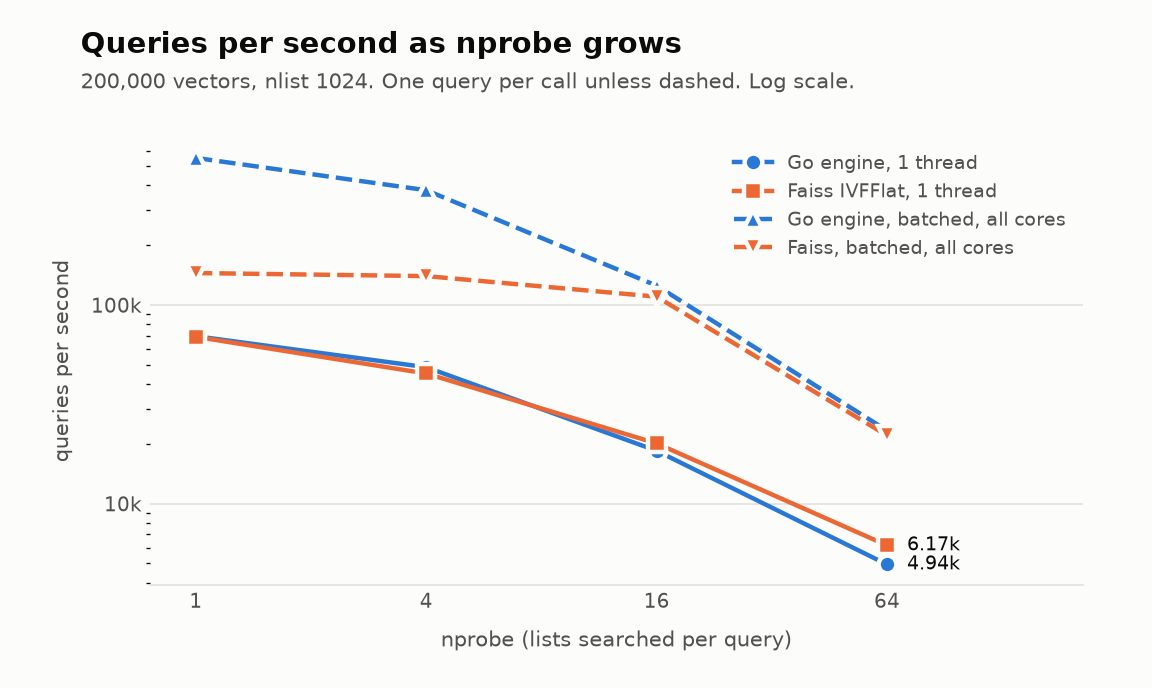 Queries per second as nprobe grows
200,000 vectors, nlist 1024. One query per call unless dashed. Log scale.
Go engine, 1 thread
Faiss IVFFlat, 1 thread
Go engine, batched, all cores
Faiss, batched, all cores
queries per second
100k
10k
6.17k
4.94k
1 4 16 64
nprobe (lists searched per query)